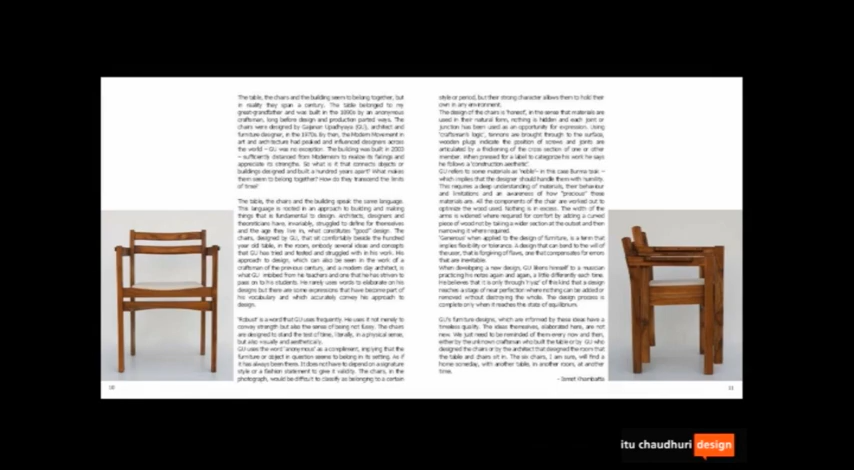 The table, the chairs and the building seem to belong together, but
in reality they span a century. The table belonged to my
great-grandfather and was built in the 1890s by an anonymous
craftsman, long before design and production parted ways. The
chairs were designed by Gajanan Upadhyaya (GU), architect and
furniture designer, in the 1970s. By then, the Modern Movement in
art and architecture had peaked and influenced designers across
the world – GU was no exception. The building was built in 2003
– sufficiently distanced from Modernism to realize its failings and
appreciate its strengths. So what is it that connects objects or
buildings designed and built a hundred years apart? What makes
them seem to belong together? How do they transcend the limits
of time?
The table, the chairs and the building speak the same language.
This language is rooted in an approach to building and making
things that is fundamental to design. Architects, designers and
theoreticians have, invariably, struggled to define for themselves
and the age they live in, what constitutes "good" design. The
chairs, designed by GU, that sit comfortably beside the hundred
year old table, in the room, embody several ideas and concepts
that GU has tried and tested and struggled with in his work. His
approach to design, which can also be seen in the work of a
craftsman of the previous century, and a modern day architect, is
what GU imbibed from his teachers and one that he has striven to
pass on to his students. He rarely uses words to elaborate on his
designs but there are some expressions that have become part of
his vocabulary and which accurately convey his approach to
design.
'Robust' is a word that GU uses frequently. He uses it not merely to
convey strength but also the sense of being not fussy. The chairs
are designed to stand the test of time, literally, in a physical sense,
but also visually and aesthetically.
GU uses the word 'anonymous' as a compliment, implying that the
furniture or object in question seems to belong in its setting. As if
it has always been there. It does not have to depend on a signature
style or a fashion statement to give it validity. The chairs, in the
photograph, would be difficult to classify as belonging to a certain
10
style or period, but their strong character allows them to hold their
own in any environment.
The design of the chairs is 'honest', in the sense that materials are
used in their natural form, nothing is hidden and each joint or
junction has been used as an opportunity for expression. Using
'craftsman's logic', tennons are brought through to the surface,
wooden plugs indicate the position of screws and joints are
articulated by a thickening of the cross section of one or other
member. When pressed for a label to categorize his work he says
he follows a 'construction aesthetic'.
GU refers to some materials as 'noble'– in this case Burma teak –
which implies that the designer should handle them with humility.
This requires a deep understanding of materials, their behaviour
and limitations and an awareness of how "precious" these
materials are. All the components of the chair are worked out to
optimize the wood used. Nothing is in excess. The width of the
arms is widened where required for comfort by adding a curved
piece of wood not by taking a wider section at the outset and then
narrowing it where required.
'Generous' when applied to the design of furniture, is a term that
implies flexibility or tolerance. A design that can bend to the will of
the user, that is forgiving of flaws, one that compensates for errors
that are inevitable.
When developing a new design, GU likens himself to a musician
practicing his notes again and again, a little differently each time.
He believes that it is only through 'riyaz' of this kind that a design
reaches a stage of near perfection where nothing can be added or
removed without destroying the whole. The design process is
complete only when it reaches the state of equilibrium.
GU's furniture designs, which are informed by these ideas have a
timeless quality. The ideas themselves, elaborated here, are not
new. We just need to be reminded of them every now and then,
either by the unknown craftsman who built the table or by GU who
designed the chairs or by the architect that designed the room that
the table and chairs sit in. The six chairs, I am sure, will find a
home someday, with another table, in another room, at another
time.
11
itu chaudhuri design